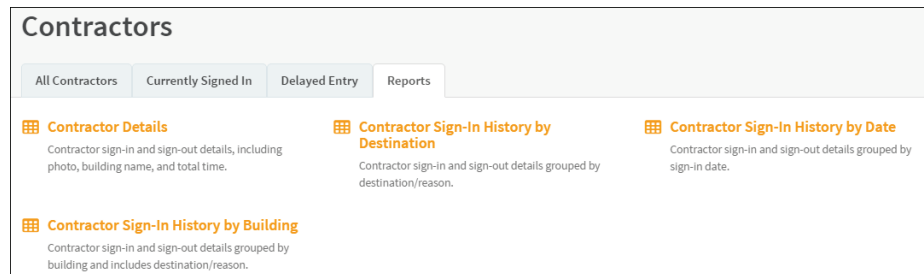 Contractors
All Contractors
Currently Signed In
Delayed Entry
Reports
Contractor Details
Contractor sign-in and sign-out details, including
photo, building name, and total time.
Contractor Sign-In History by
Destination
Contractor sign-in and sign-out details grouped by
destination/reason.
Contractor Sign-In History by Date
Contractor sign-in and sign-out details grouped by
sign-in date.
Contractor Sign-In History by Building
Contractor sign-in and sign-out details grouped by
building and includes destination/reason.